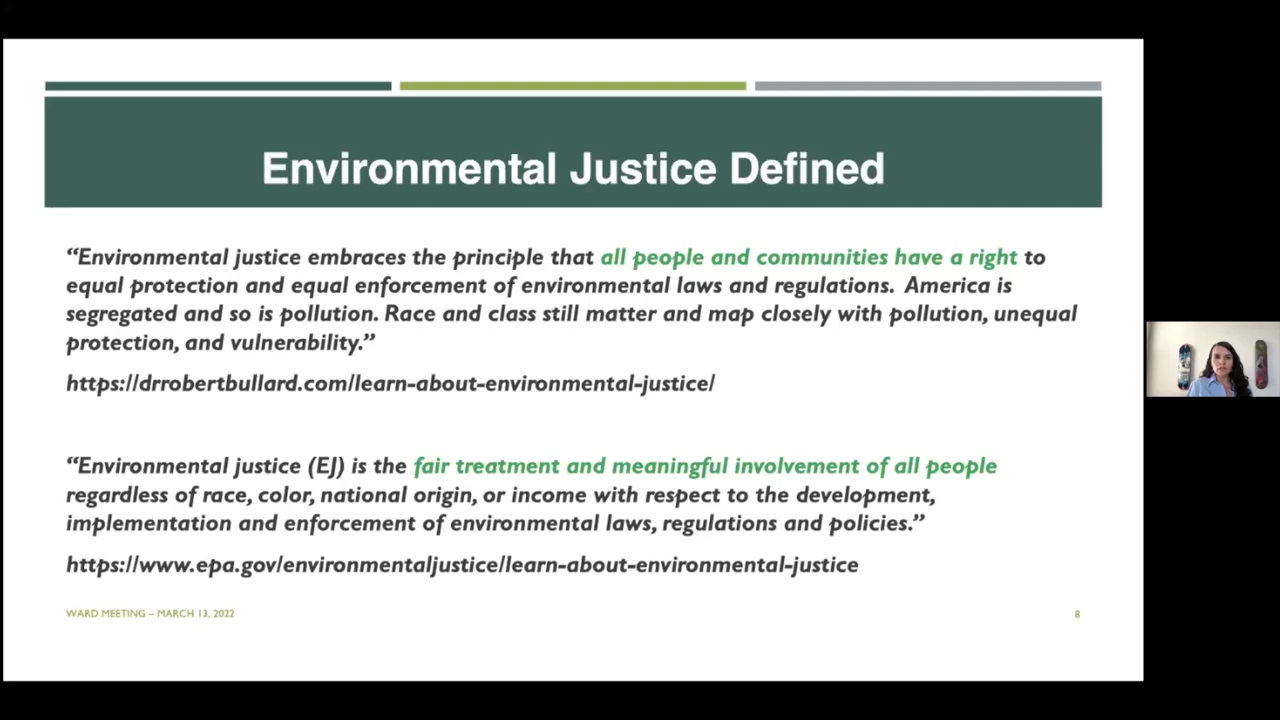 Environmental Justice Defined
“Environmental justice embraces the principle that all people and communities have a right to
equal protection and equal enforcement of environmental laws and regulations.  America is
segregated and so is pollution. Race and class still matter and map closely with pollution, unequal
protection, and vulnerability.”
https://drrobertbullard.com/learn-about-environmental-justice/
“Environmental justice (EJ) is the fair treatment and meaningful involvement of all people
regardless of race, color, national origin, or income with respect to the development,
implementation and enforcement of environmental laws, regulations and policies.”
https://www.epa.gov/environmentaljustice/learn-about-environmental-justice
WARD MEETING – MARCH 13, 2022
8